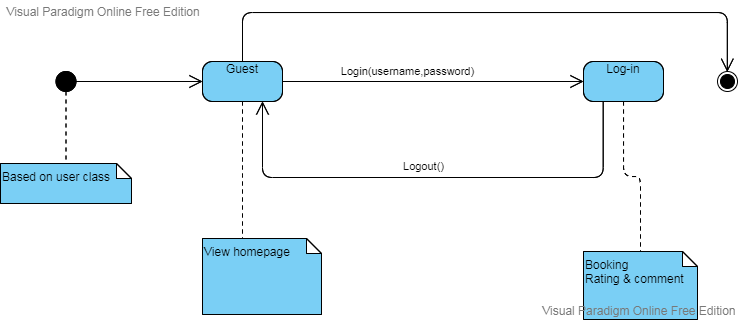 Visual Paradigm Online Free Edition
Guest
Login(username,password)
Log-in
Logout()
Based on user class
View homepage
Booking
Rating & comment
Visual Paradigm Online Free Edition